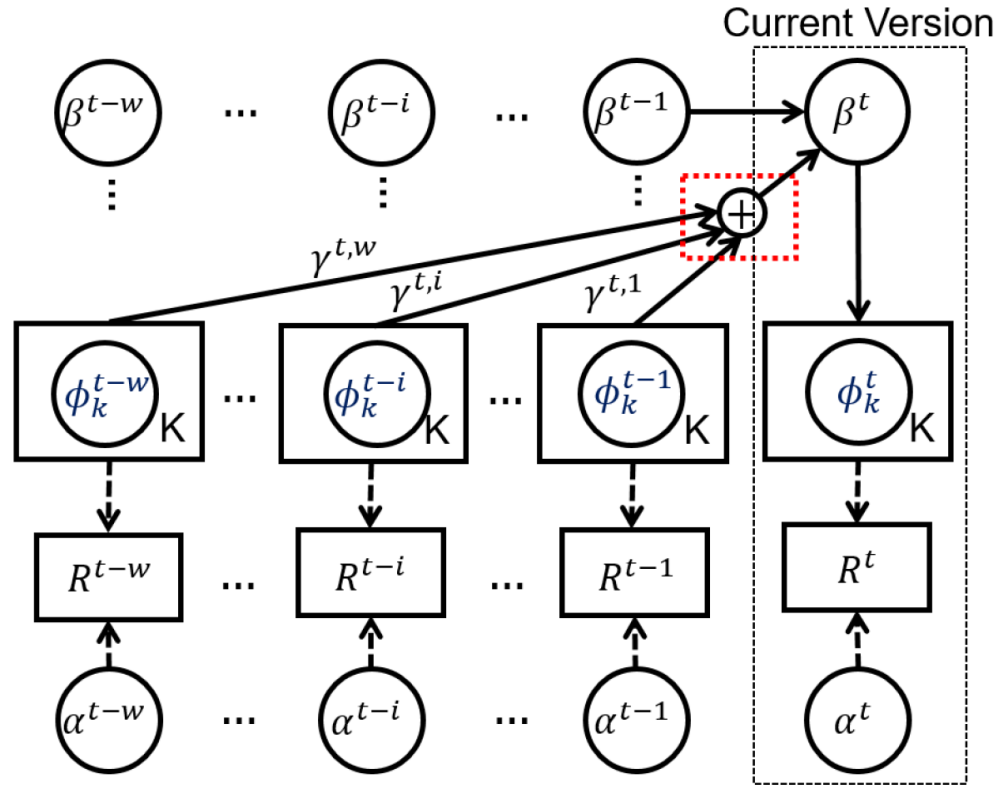 Current Version
β^{t−w} ... β^{t−i} ... β^{t−1} β^t
+
γ^{t,w} γ^{t,i} γ^{t,1}
ϕ_k^{t−w} K ... ϕ_k^{t−i} K ... ϕ_k^{t−1} K ϕ_k^t K
R^{t−w} ... R^{t−i} ... R^{t−1} R^t
α^{t−w} ... α^{t−i} ... α^{t−1} α^t